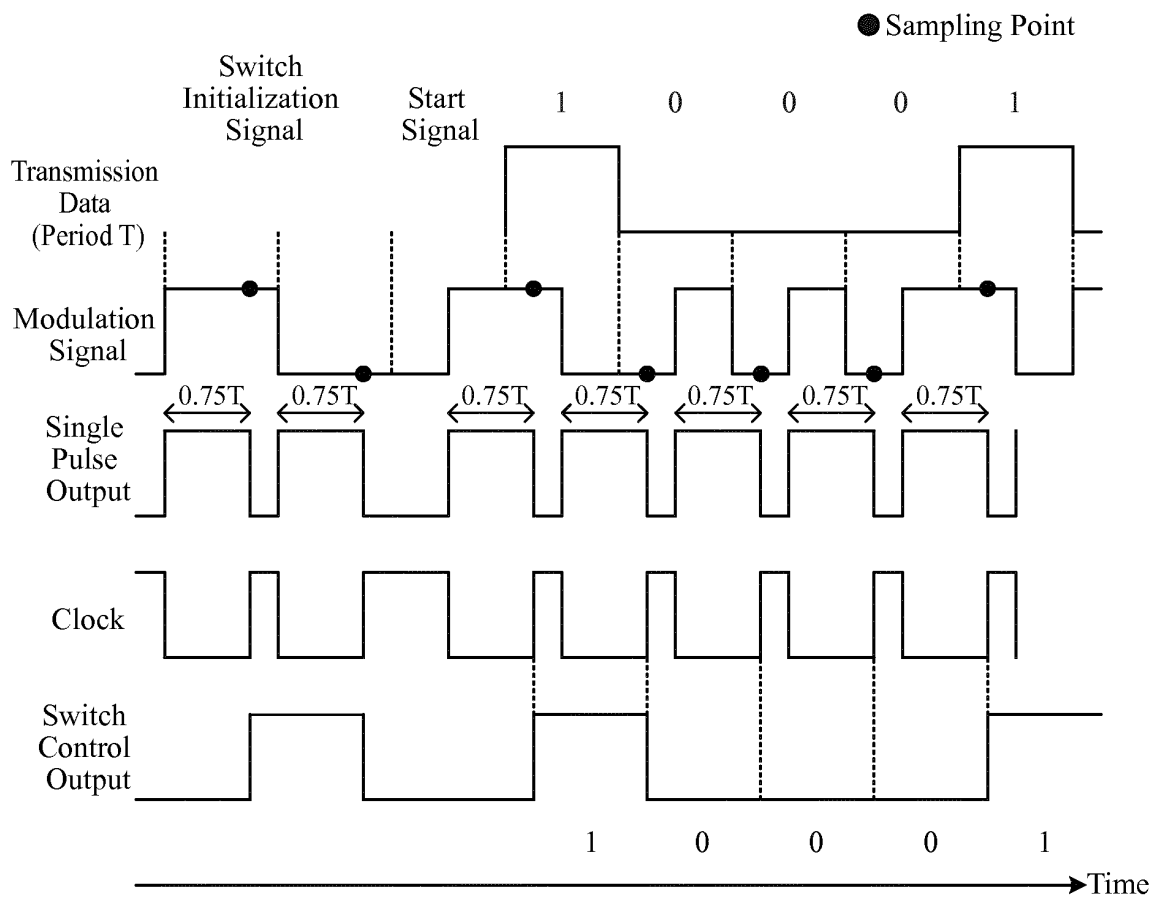 Sampling Point
Switch
Initialization
Signal
Start
Signal
1 0 0 0 1
Transmission
Data
(Period T)
Modulation
Signal
0.75T 0.75T 0.75T 0.75T 0.75T 0.75T 0.75T
Single
Pulse
Output
Clock
Switch
Control
Output
1 0 0 0 1
Time